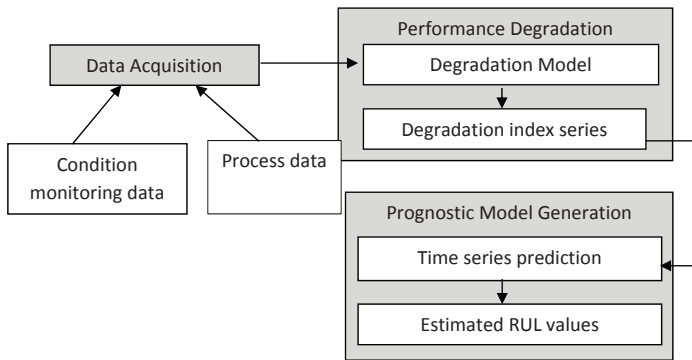 Performance Degradation
Data Acquisition
Degradation Model
Degradation index series
Condition
monitoring data
Process data
Prognostic Model Generation
Time series prediction
Estimated RUL values